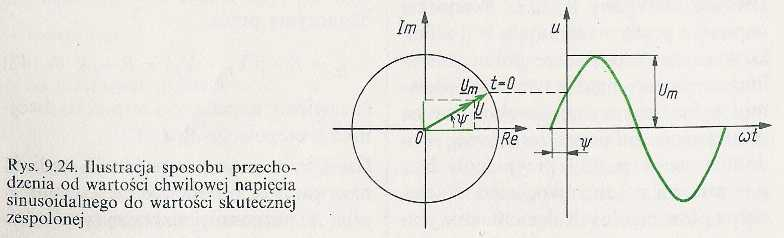 Im
u
U̲m
t=0
Um
ψ
U̲
0
Re
ψ
ωt
Rys. 9.24. Ilustracja sposobu przecho-
dzenia od wartości chwilowej napięcia
sinusoidalnego do wartości skutecznej
zespolonej